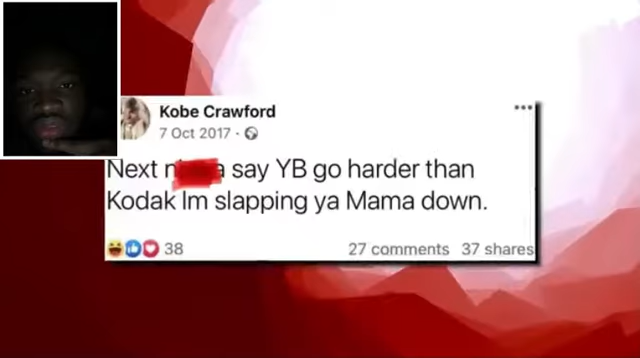 Kobe Crawford
7 Oct 2017
Next say YB go harder than
Kodak Im slapping ya Mama down.
38 27 comments 37 shares